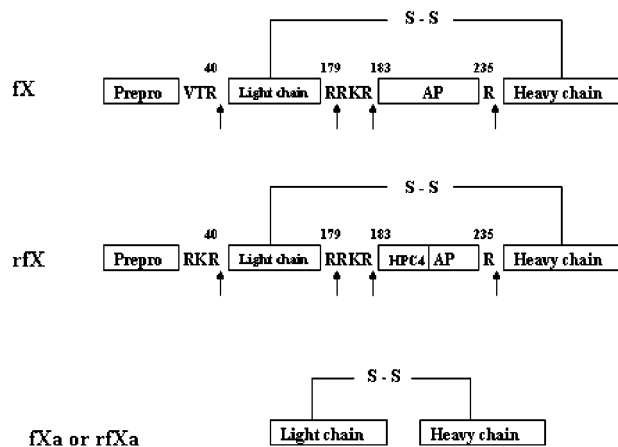 S - S
40 179 183 235
fX Prepro VTR Light chain RRKR AP R Heavy chain
S - S
40 179 183 235
rfX Prepro RKR Light chain RRKR HPC4 AP R Heavy chain
S - S
fXa or rfXa Light chain Heavy chain